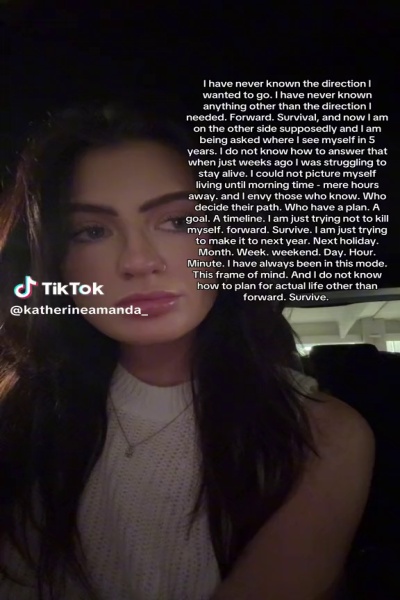 I have never known the direction I
wanted to go. I have never known
anything other than the direction I
needed. Forward. Survival, and now I am
on the other side supposedly and I am
being asked where I see myself in 5
years. I do not know how to answer that
when just weeks ago I was struggling to
stay alive. I could not picture myself
living until morning time - mere hours
away. and I envy those who know. Who
decide their path. Who have a plan. A
goal. A timeline. I am just trying not to kill
myself. forward. Survive. I am just trying
to make it to next year. Next holiday.
Month. Week. weekend. Day. Hour.
Minute. I have always been in this mode.
This frame of mind. And I do not know
how to plan for actual life other than
forward. Survive.
TikTok
@katherineamanda_